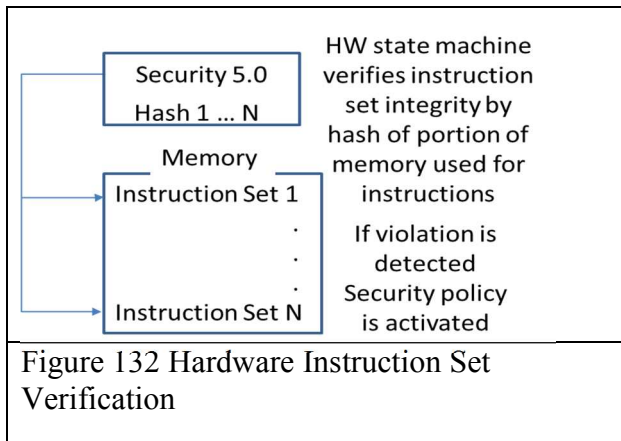 Security 5.0
Hash 1 ... N
Memory
Instruction Set 1
.
.
.
Instruction Set N
HW state machine
verifies instruction
set integrity by
hash of portion of
memory used for
instructions
If violation is
detected
Security policy
is activated
Figure 132 Hardware Instruction Set
Verification